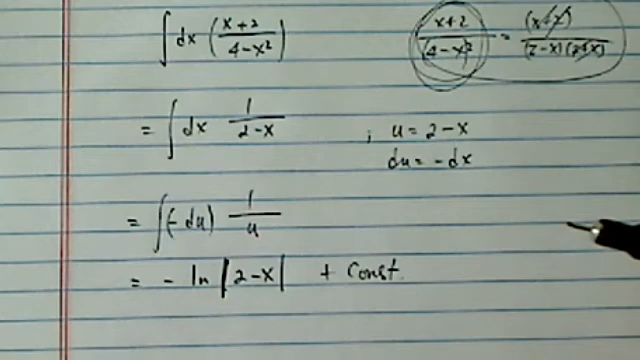 ∫ dx ( (x+2) / (4-x²) )    (x+2) / (4-x²) = (x+2) / ((2-x)(2+x))
= ∫ dx 1 / (2-x) ; u = 2-x
du = -dx
= ∫ (-du) 1 / u
= - ln |2-x| + Const.